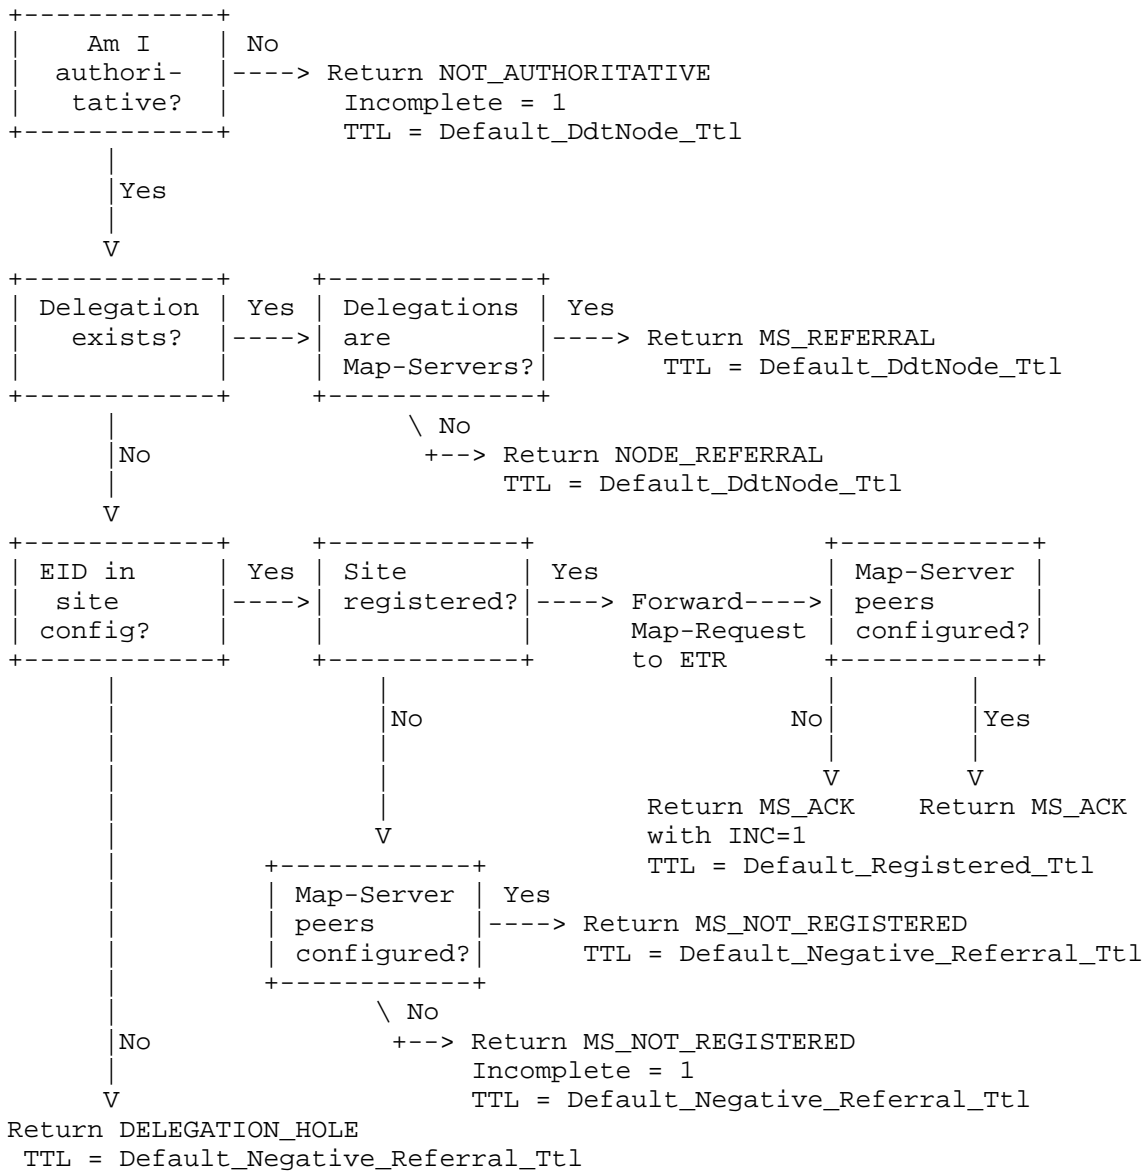 +------------+
|    Am I    | No
|  authori-  |----> Return NOT_AUTHORITATIVE
|   tative?  |       Incomplete = 1
+------------+       TTL = Default_DdtNode_Ttl
      |
      |Yes
      |
      V
+------------+     +-------------+
| Delegation | Yes | Delegations | Yes
|   exists?  |---->| are         |----> Return MS_REFERRAL
|            |     | Map-Servers?|       TTL = Default_DdtNode_Ttl
+------------+     +-------------+
      |                  \ No
      |No                 +--> Return NODE_REFERRAL
      |                        TTL = Default_DdtNode_Ttl
      V
+------------+     +------------+                  +------------+
| EID in     | Yes | Site       | Yes              | Map-Server |
|  site      |---->| registered?|----> Forward---->| peers      |
| config?    |     |            |      Map-Request | configured?|
+------------+     +------------+      to ETR      +------------+
      |                |                           |        |
      |                |No                       No|        |Yes
      |                |                           |        |
      |                |                           V        V
      |                |                Return MS_ACK    Return MS_ACK
      |                V                with INC=1
      |         +------------+          TTL = Default_Registered_Ttl
      |         | Map-Server | Yes
      |         | peers      |----> Return MS_NOT_REGISTERED
      |         | configured?|      TTL = Default_Negative_Referral_Ttl
      |         +------------+
      |                \ No
      |No               +--> Return MS_NOT_REGISTERED
      |                      Incomplete = 1
      V                      TTL = Default_Negative_Referral_Ttl
Return DELEGATION_HOLE
 TTL = Default_Negative_Referral_Ttl